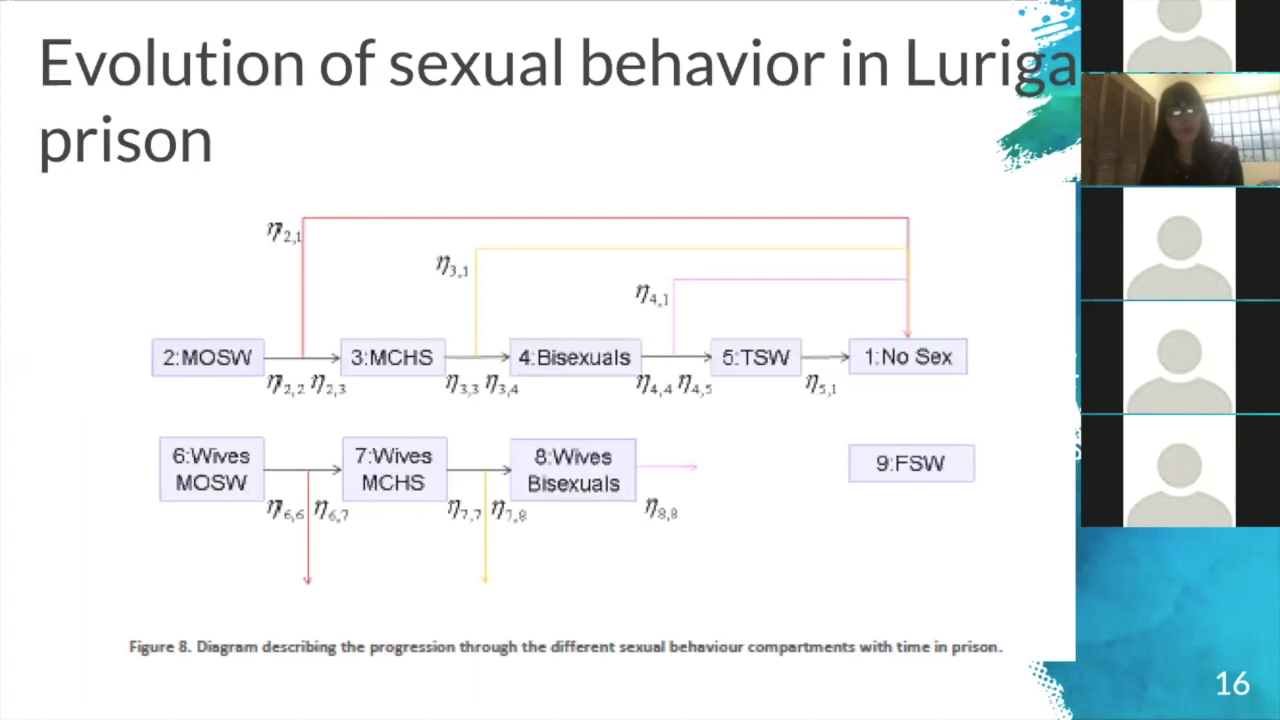 Evolution of sexual behavior in Luriga
prison
η2,1
η3,1
η4,1
2:MOSW 3:MCHS 4:Bisexuals 5:TSW 1:No Sex
η2,2 η2,3 η3,3 η3,4 η4,4 η4,5 η5,1
6:Wives 7:Wives 8:Wives 9:FSW
MOSW MCHS Bisexuals
η6,6 η6,7 η7,7 η7,8 η8,8
Figure 8. Diagram describing the progression through the different sexual behaviour compartments with time in prison.
16